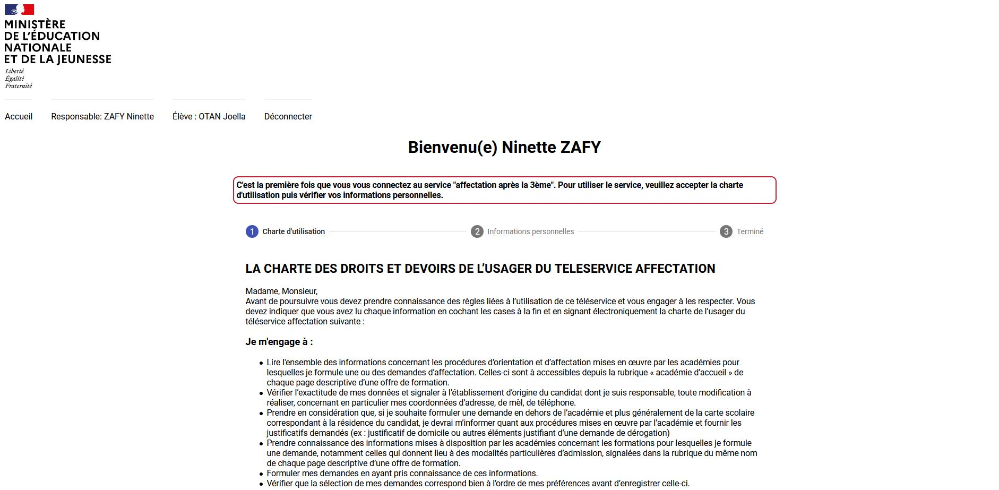 MINISTÈRE
DE L'ÉDUCATION
NATIONALE
ET DE LA JEUNESSE
Liberté
Égalité
Fraternité
Accueil Responsable: ZAFY Ninette Élève : OTAN Joella Déconnecter
Bienvenu(e) Ninette ZAFY
C'est la première fois que vous vous connectez au service "affectation après la 3ème". Pour utiliser le service, veuillez accepter la charte
d'utilisation puis vérifier vos informations personnelles.
1 Charte d'utilisation 2 Informations personnelles 3 Terminé
LA CHARTE DES DROITS ET DEVOIRS DE L’USAGER DU TELESERVICE AFFECTATION
Madame, Monsieur,
Avant de poursuivre vous devez prendre connaissance des règles liées à l’utilisation de ce téléservice et vous engager à les respecter. Vous
devez indiquer que vous avez lu chaque information en cochant les cases à la fin et en signant électroniquement la charte de l’usager du
téléservice affectation suivante :
Je m'engage à :
• Lire l'ensemble des informations concernant les procédures d’orientation et d’affectation mises en œuvre par les académies pour
lesquelles je formule une ou des demandes d’affectation. Celles-ci sont à accessibles depuis la rubrique « académie d’accueil » de
chaque page descriptive d’une offre de formation.
• Vérifier l’exactitude de mes données et signaler à l’établissement d’origine du candidat dont je suis responsable, toute modification à
réaliser, concernant en particulier mes coordonnées d’adresse, de mèl, de téléphone.
• Prendre en considération que, si je souhaite formuler une demande en dehors de l’académie et plus généralement de la carte scolaire
correspondant à la résidence du candidat, je devrai m’informer quant aux procédures mises en œuvre par l’académie et fournir les
justificatifs demandés (ex : justificatif de domicile ou autres éléments justifiant d’une demande de dérogation)
• Prendre connaissance des informations mises à disposition par les académies concernant les formations pour lesquelles je formule
une demande, notamment celles qui donnent lieu à des modalités particulières d’admission, signalées dans la rubrique du même nom
de chaque page descriptive d’une offre de formation.
• Formuler mes demandes en ayant pris connaissance de ces informations.
• Vérifier que la sélection de mes demandes correspond bien à l’ordre de mes préférences avant d’enregistrer celle-ci.